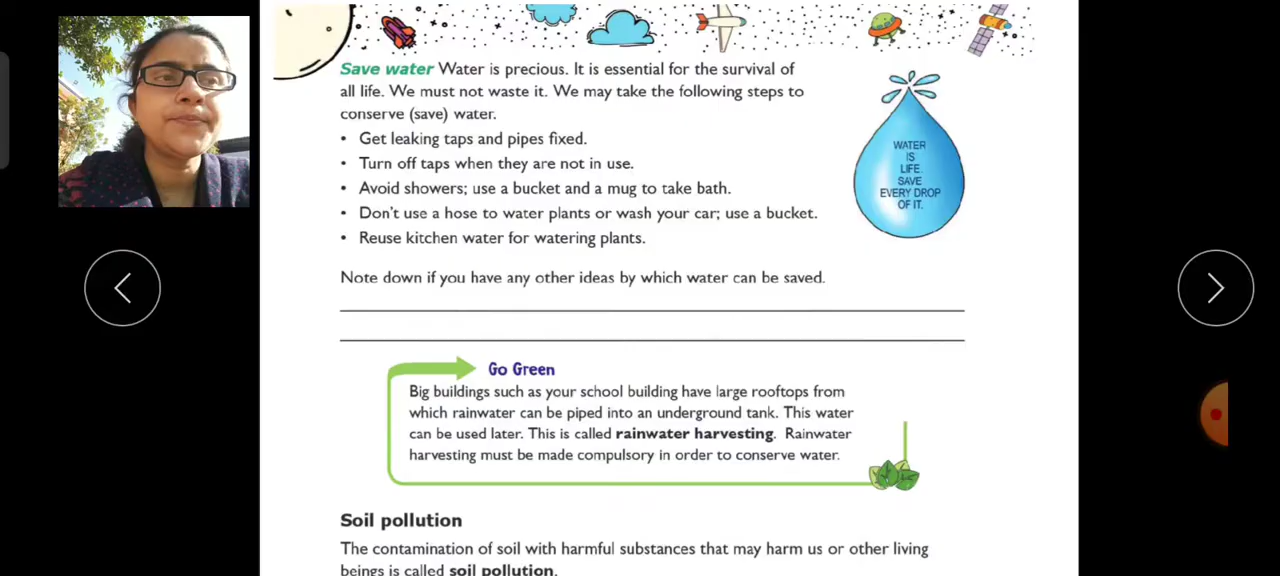 Save water Water is precious. It is essential for the survival of
all life. We must not waste it. We may take the following steps to
conserve (save) water.
• Get leaking taps and pipes fixed.
• Turn off taps when they are not in use.
• Avoid showers; use a bucket and a mug to take bath.
• Don't use a hose to water plants or wash your car; use a bucket.
• Reuse kitchen water for watering plants.
WATER
IS
LIFE.
SAVE
EVERY DROP
OF IT.
Note down if you have any other ideas by which water can be saved.
Go Green
Big buildings such as your school building have large rooftops from
which rainwater can be piped into an underground tank. This water
can be used later. This is called rainwater harvesting. Rainwater
harvesting must be made compulsory in order to conserve water.
Soil pollution
The contamination of soil with harmful substances that may harm us or other living
beings is called soil pollution.